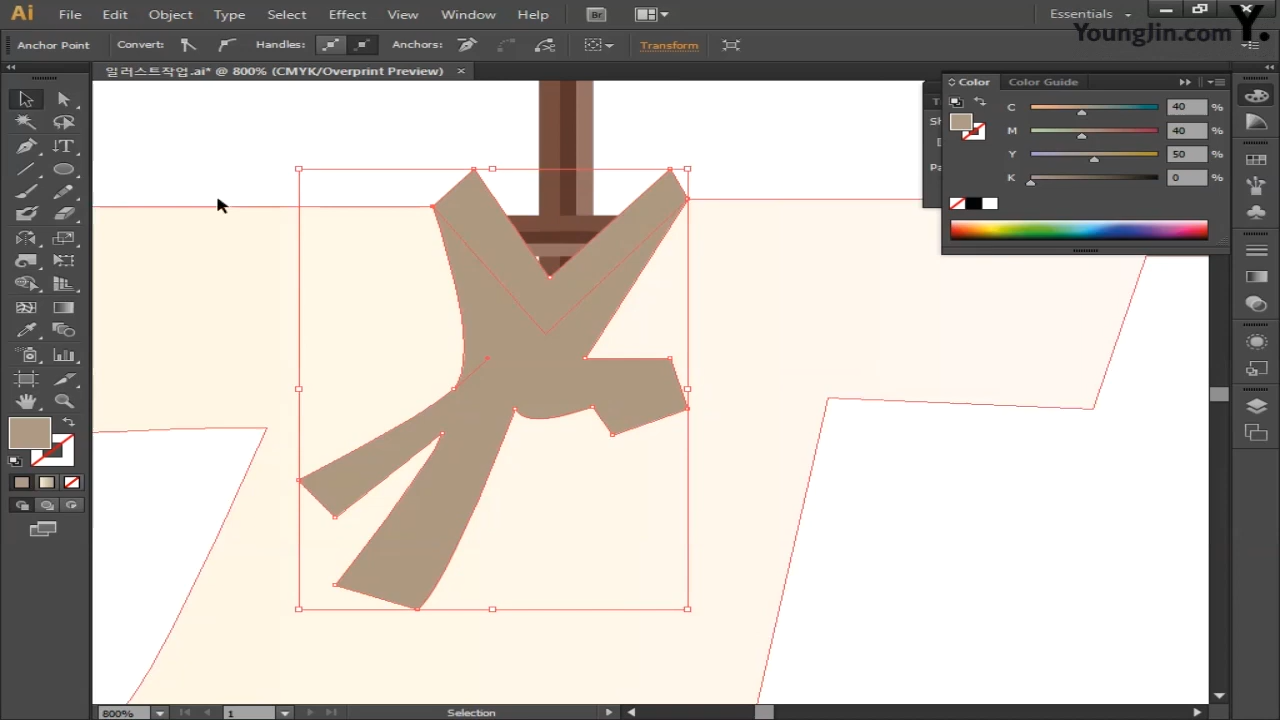 Ai File Edit Object Type Select Effect View Window Help Br Essentials
YoungJin.com Y.
Anchor Point Convert: Handles: Anchors: Transform
일러스트작업.ai* @ 800% (CMYK/Overprint Preview) ×
Color Color Guide
C 40 %
M 40 %
Y 50 %
K 0 %
800% 1 Selection